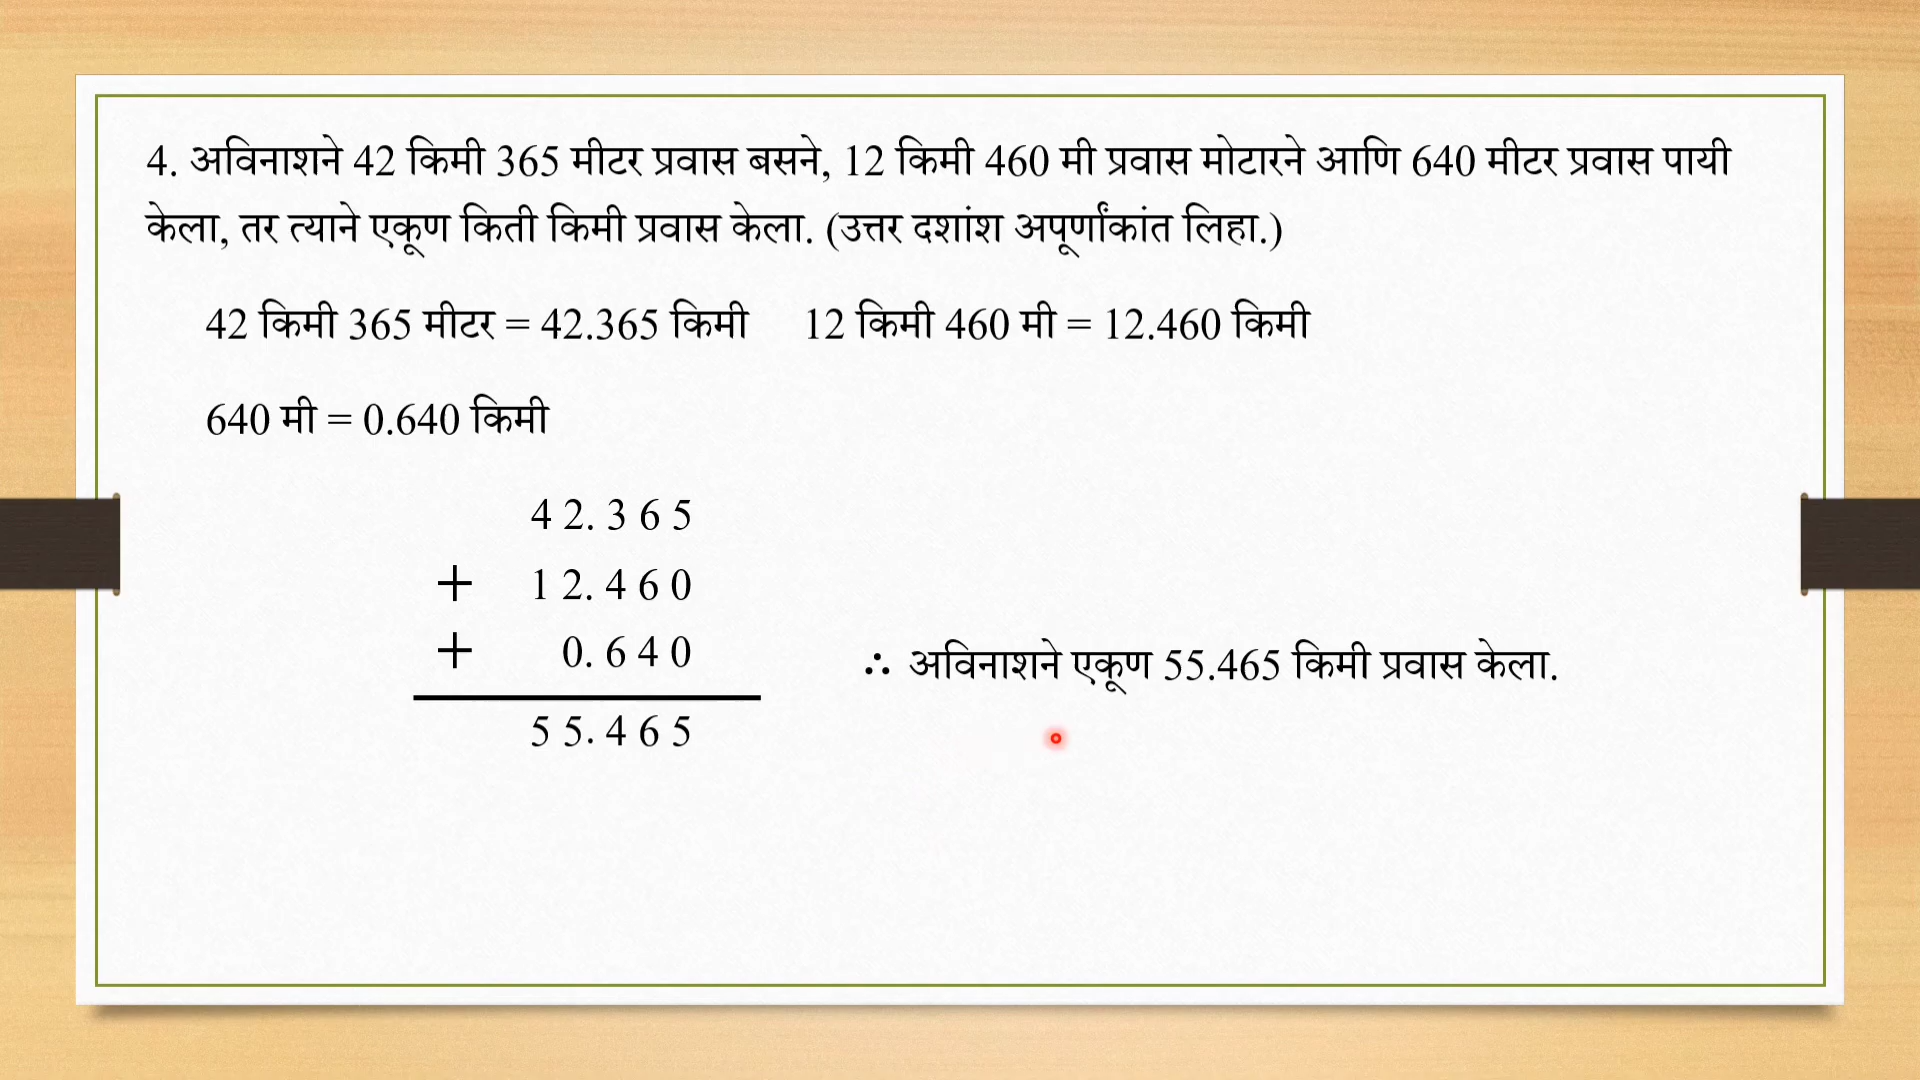 4. अविनाशने 42 किमी 365 मीटर प्रवास बसने, 12 किमी 460 मी प्रवास मोटारने आणि 640 मीटर प्रवास पायी
केला, तर त्याने एकूण किती किमी प्रवास केला. (उत्तर दशांश अपूर्णांकांत लिहा.)
42 किमी 365 मीटर = 42.365 किमी 12 किमी 460 मी = 12.460 किमी
640 मी = 0.640 किमी
4 2. 3 6 5
+ 1 2. 4 6 0
+ 0. 6 4 0
∴ अविनाशने एकूण 55.465 किमी प्रवास केला.
5 5. 4 6 5